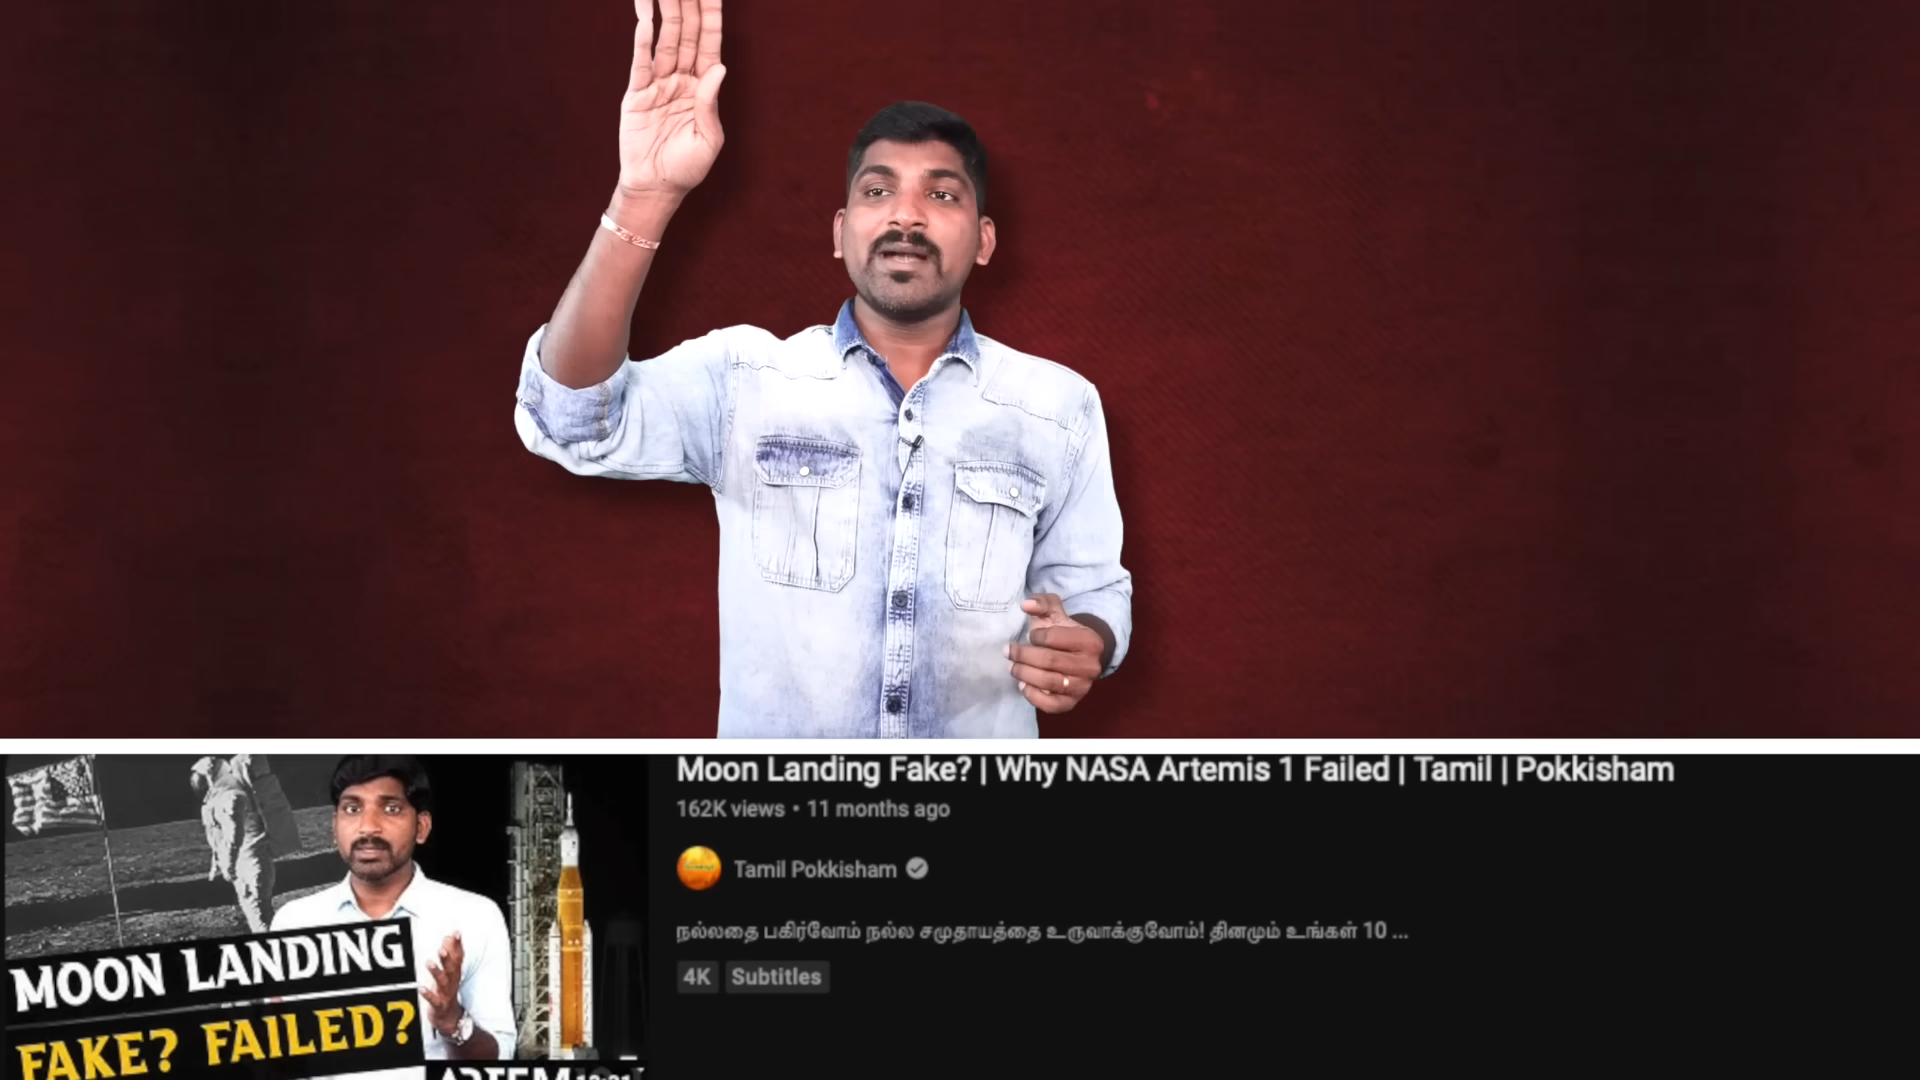 Moon Landing Fake? | Why NASA Artemis 1 Failed | Tamil | Pokkisham
162K views • 11 months ago
Tamil Pokkisham
நல்லதை பகிர்வோம் நல்ல சமுதாயத்தை உருவாக்குவோம்! தினமும் உங்கள் 10 ...
4K Subtitles
MOON LANDING
FAKE? FAILED?